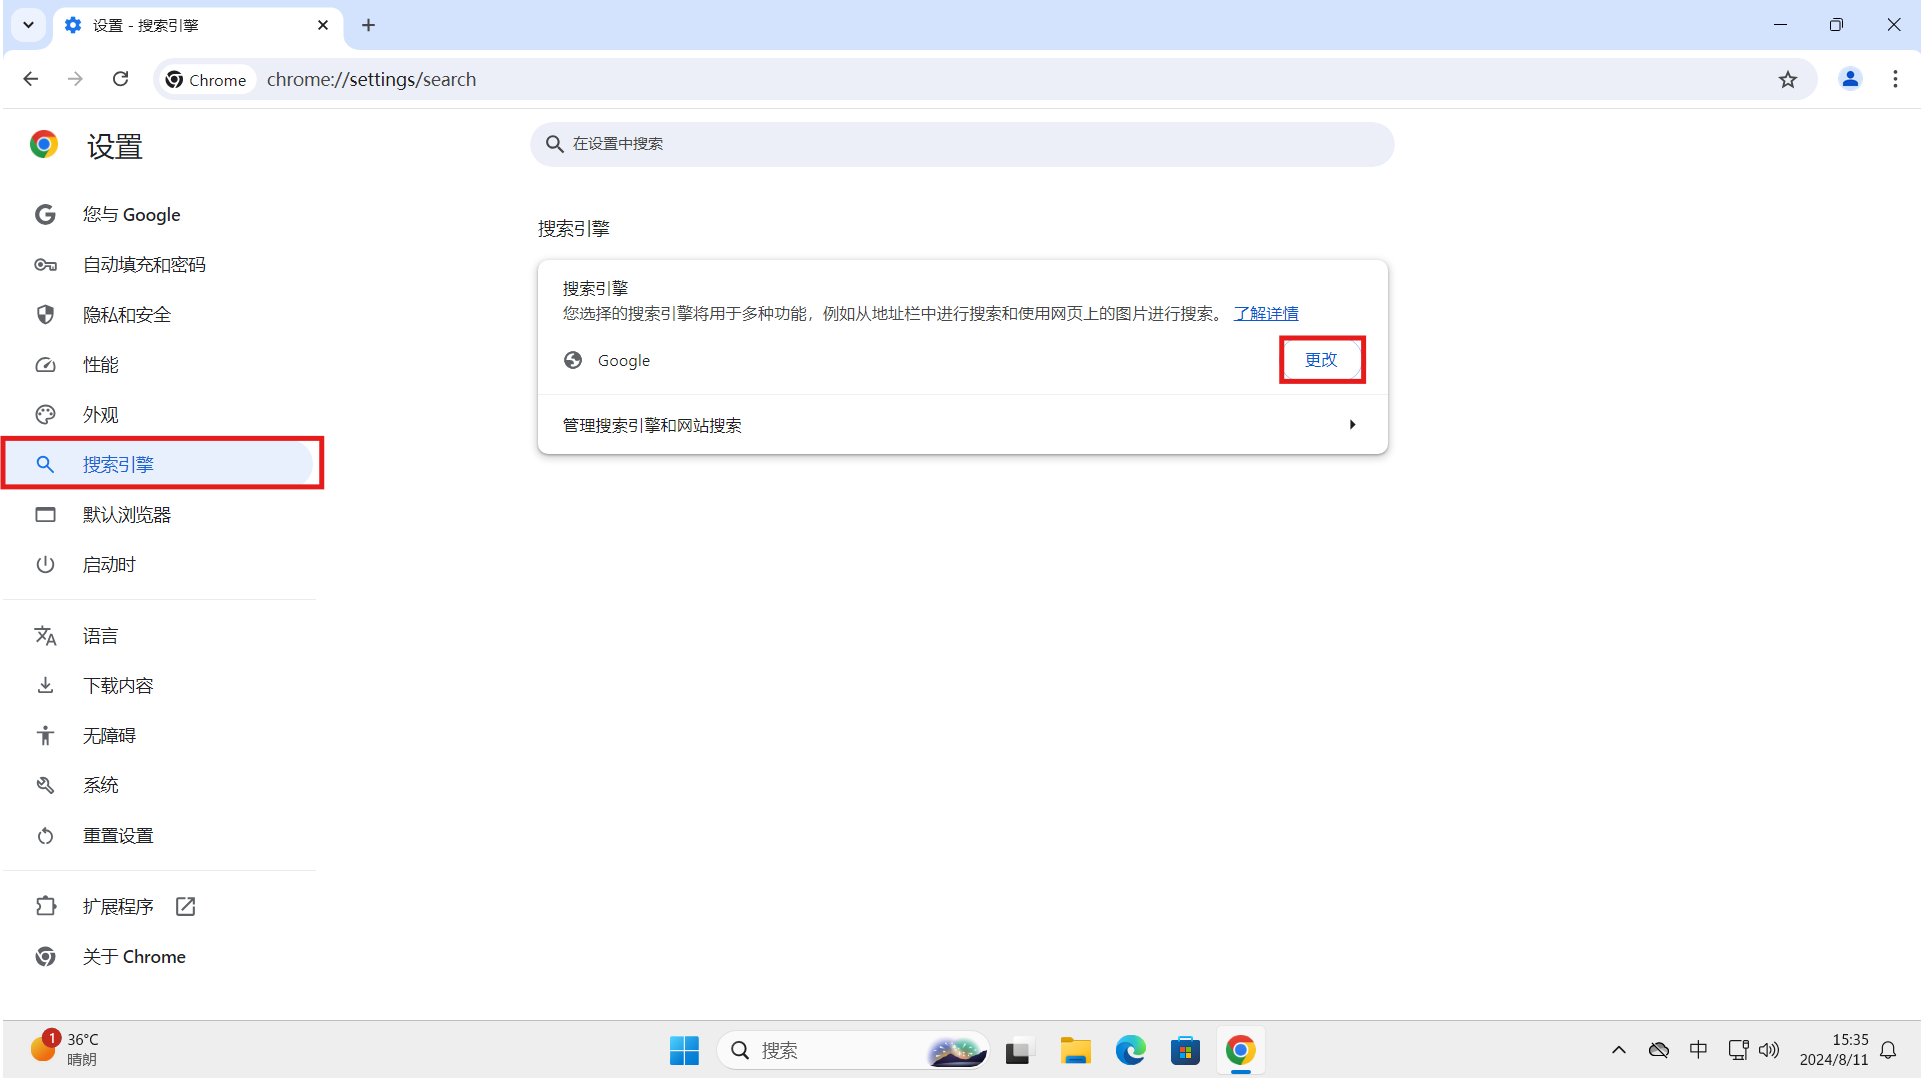 设置 - 搜索引擎
Chrome
chrome://settings/search
设置
在设置中搜索
您与 Google
自动填充和密码
隐私和安全
性能
外观
搜索引擎
默认浏览器
启动时
语言
下载内容
无障碍
系统
重置设置
扩展程序
关于 Chrome
搜索引擎
搜索引擎
您选择的搜索引擎将用于多种功能，例如从地址栏中进行搜索和使用网页上的图片进行搜索。 了解详情
Google
更改
管理搜索引擎和网站搜索
1
36°C
晴朗
搜索
中
15:35
2024/8/11